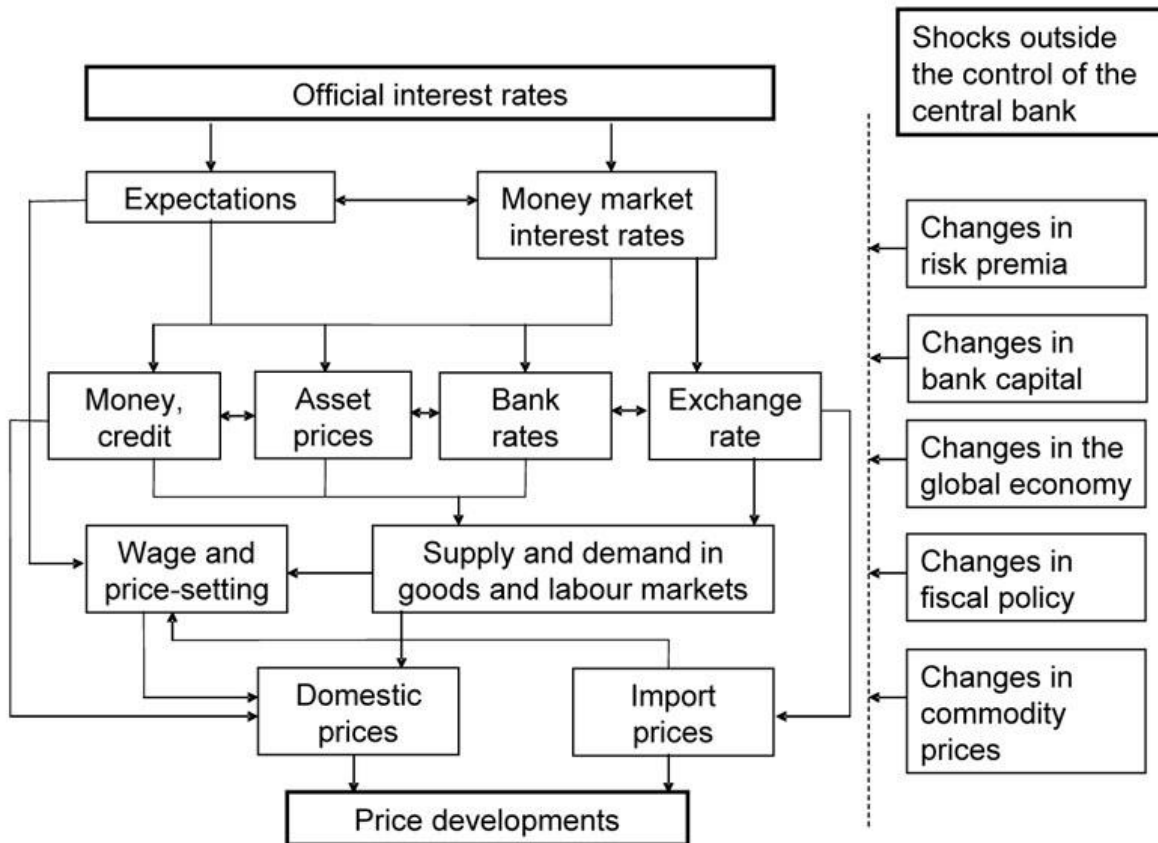 Shocks outside
the control of the
central bank
Official interest rates
Expectations
Money market
interest rates
Changes in
risk premia
Changes in
bank capital
Money,
credit
Asset
prices
Bank
rates
Exchange
rate
Changes in the
global economy
Wage and
price-setting
Supply and demand in
goods and labour markets
Changes in
fiscal policy
Domestic
prices
Import
prices
Changes in
commodity
prices
Price developments